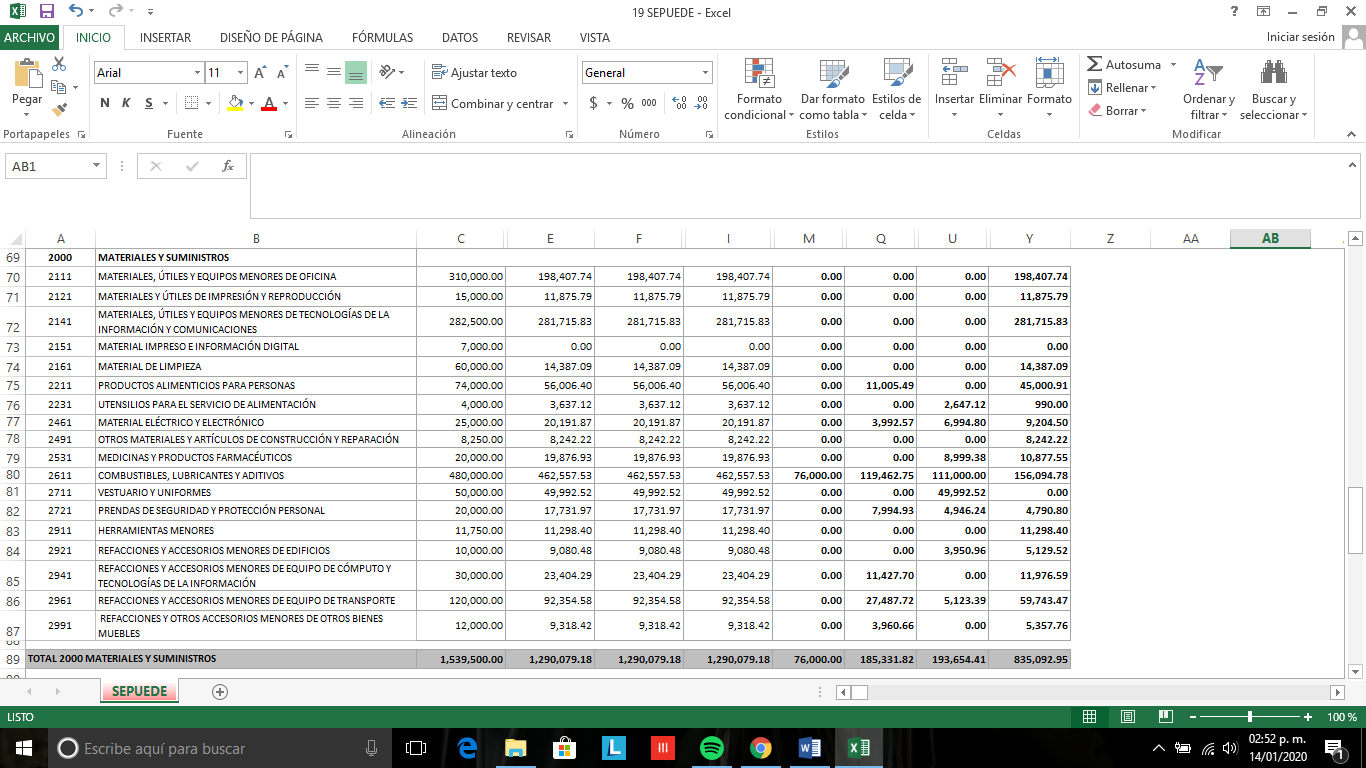 19 SEPUEDE - Excel
ARCHIVO INICIO INSERTAR DISEÑO DE PÁGINA FÓRMULAS DATOS REVISAR VISTA Iniciar sesión
Arial 11 Ajustar texto General Autosuma
Pegar N K S Combinar y centrar $ % 000 Formato condicional Dar formato como tabla Estilos de celda Insertar Eliminar Formato Rellenar Borrar Ordenar y filtrar Buscar y seleccionar
Portapapeles Fuente Alineación Número Estilos Celdas Modificar
AB1 fx
A B C E F I M Q U Y Z AA AB
69 2000 MATERIALES Y SUMINISTROS
70 2111 MATERIALES, ÚTILES Y EQUIPOS MENORES DE OFICINA 310,000.00 198,407.74 198,407.74 198,407.74 0.00 0.00 0.00 198,407.74
71 2121 MATERIALES Y ÚTILES DE IMPRESIÓN Y REPRODUCCIÓN 15,000.00 11,875.79 11,875.79 11,875.79 0.00 0.00 0.00 11,875.79
MATERIALES, ÚTILES Y EQUIPOS MENORES DE TECNOLOGÍAS DE LA
72 2141 INFORMACIÓN Y COMUNICACIONES 282,500.00 281,715.83 281,715.83 281,715.83 0.00 0.00 0.00 281,715.83
73 2151 MATERIAL IMPRESO E INFORMACIÓN DIGITAL 7,000.00 0.00 0.00 0.00 0.00 0.00 0.00 0.00
74 2161 MATERIAL DE LIMPIEZA 60,000.00 14,387.09 14,387.09 14,387.09 0.00 0.00 0.00 14,387.09
75 2211 PRODUCTOS ALIMENTICIOS PARA PERSONAS 74,000.00 56,006.40 56,006.40 56,006.40 0.00 11,005.49 0.00 45,000.91
76 2231 UTENSILIOS PARA EL SERVICIO DE ALIMENTACIÓN 4,000.00 3,637.12 3,637.12 3,637.12 0.00 0.00 2,647.12 990.00
77 2461 MATERIAL ELÉCTRICO Y ELECTRÓNICO 25,000.00 20,191.87 20,191.87 20,191.87 0.00 3,992.57 6,994.80 9,204.50
78 2491 OTROS MATERIALES Y ARTÍCULOS DE CONSTRUCCIÓN Y REPARACIÓN 8,250.00 8,242.22 8,242.22 8,242.22 0.00 0.00 0.00 8,242.22
79 2531 MEDICINAS Y PRODUCTOS FARMACÉUTICOS 20,000.00 19,876.93 19,876.93 19,876.93 0.00 0.00 8,999.38 10,877.55
80 2611 COMBUSTIBLES, LUBRICANTES Y ADITIVOS 480,000.00 462,557.53 462,557.53 462,557.53 76,000.00 119,462.75 111,000.00 156,094.78
81 2711 VESTUARIO Y UNIFORMES 50,000.00 49,992.52 49,992.52 49,992.52 0.00 0.00 49,992.52 0.00
82 2721 PRENDAS DE SEGURIDAD Y PROTECCIÓN PERSONAL 20,000.00 17,731.97 17,731.97 17,731.97 0.00 7,994.93 4,946.24 4,790.80
83 2911 HERRAMIENTAS MENORES 11,750.00 11,298.40 11,298.40 11,298.40 0.00 0.00 0.00 11,298.40
84 2921 REFACCIONES Y ACCESORIOS MENORES DE EDIFICIOS 10,000.00 9,080.48 9,080.48 9,080.48 0.00 0.00 3,950.96 5,129.52
REFACCIONES Y ACCESORIOS MENORES DE EQUIPO DE CÓMPUTO Y
85 2941 TECNOLOGÍAS DE LA INFORMACIÓN 30,000.00 23,404.29 23,404.29 23,404.29 0.00 11,427.70 0.00 11,976.59
86 2961 REFACCIONES Y ACCESORIOS MENORES DE EQUIPO DE TRANSPORTE 120,000.00 92,354.58 92,354.58 92,354.58 0.00 27,487.72 5,123.39 59,743.47
REFACCIONES Y OTROS ACCESORIOS MENORES DE OTROS BIENES
87 2991 MUEBLES 12,000.00 9,318.42 9,318.42 9,318.42 0.00 3,960.66 0.00 5,357.76
88
89 TOTAL 2000 MATERIALES Y SUMINISTROS 1,539,500.00 1,290,079.18 1,290,079.18 1,290,079.18 76,000.00 185,331.82 193,654.41 835,092.95
SEPUEDE
LISTO 100 %
Escribe aquí para buscar 02:52 p. m.
14/01/2020